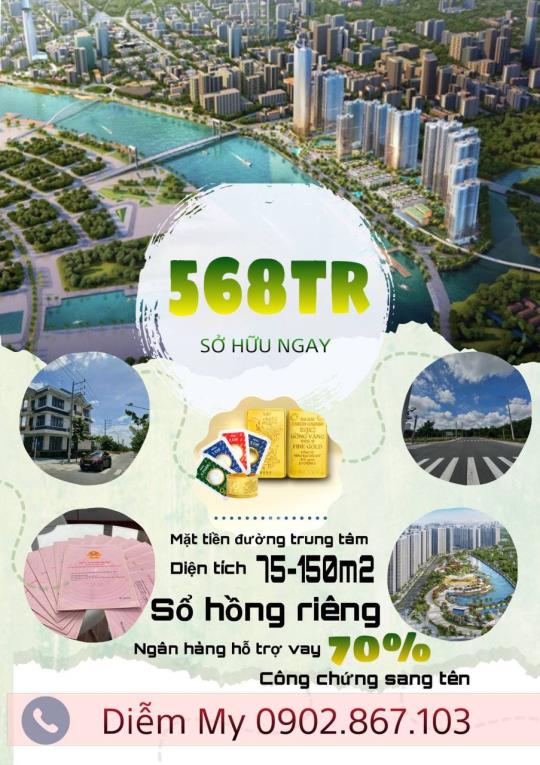 568TR
SỞ HỮU NGAY
Mặt tiền đường trung tâm
Diện tích 75-150m2
Sổ hồng riêng
Ngân hàng hỗ trợ vay 70%
Công chứng sang tên
Diễm My 0902.867.103